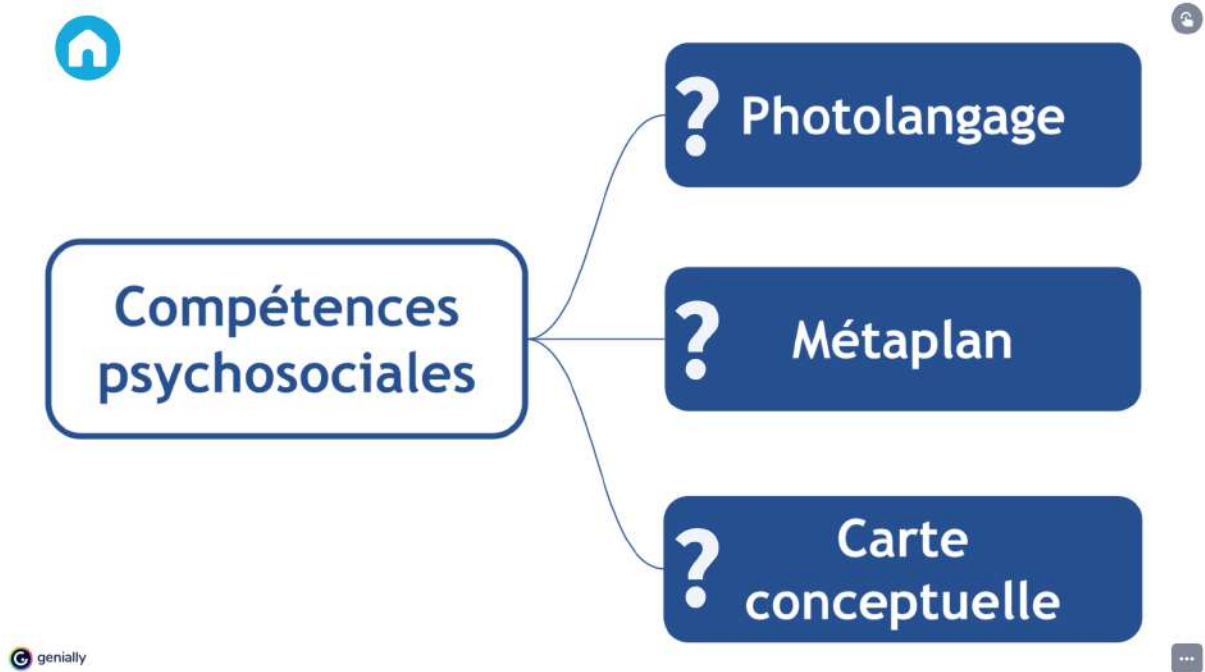 ? Photolangage
Compétences
psychosociales
? Métaplan
? Carte
conceptuelle
genially